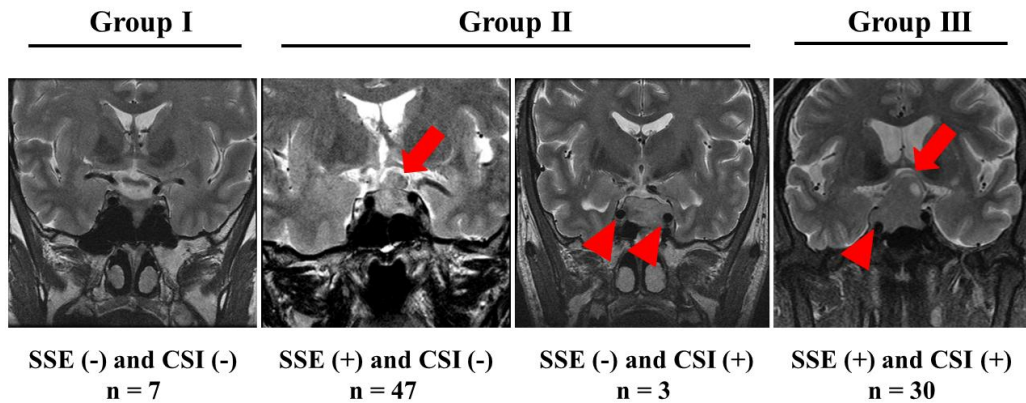 Group I
Group II
Group III
SSE (-) and CSI (-)
n = 7
SSE (+) and CSI (-)
n = 47
SSE (-) and CSI (+)
n = 3
SSE (+) and CSI (+)
n = 30